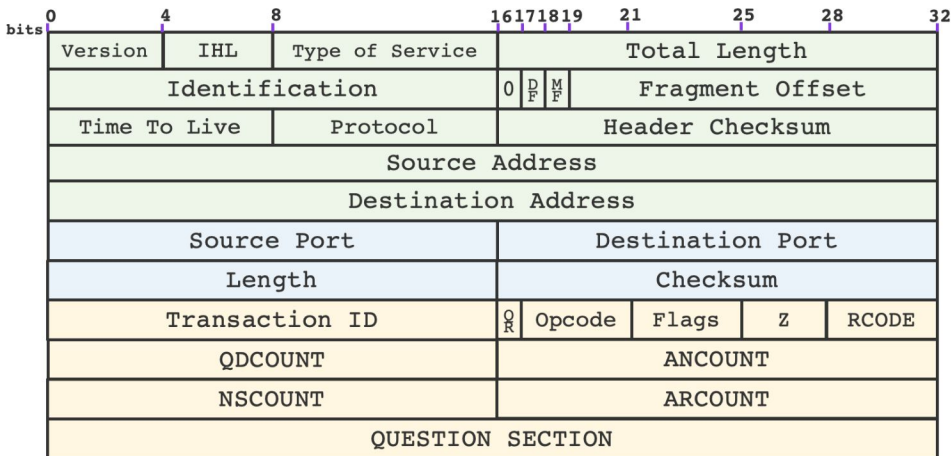 0 4 8 16 17 18 19 21 25 28 32
bits
Version IHL Type of Service Total Length
Identification 0 DF MF Fragment Offset
Time To Live Protocol Header Checksum
Source Address
Destination Address
Source Port Destination Port
Length Checksum
Transaction ID QR Opcode Flags Z RCODE
QDCOUNT ANCOUNT
NSCOUNT ARCOUNT
QUESTION SECTION